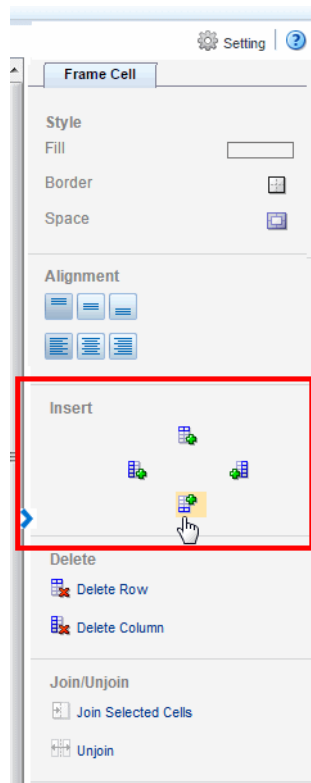 Setting
Frame Cell
Style
Fill
Border
Space
Alignment
Insert
Delete
Delete Row
Delete Column
Join/Unjoin
Join Selected Cells
Unjoin